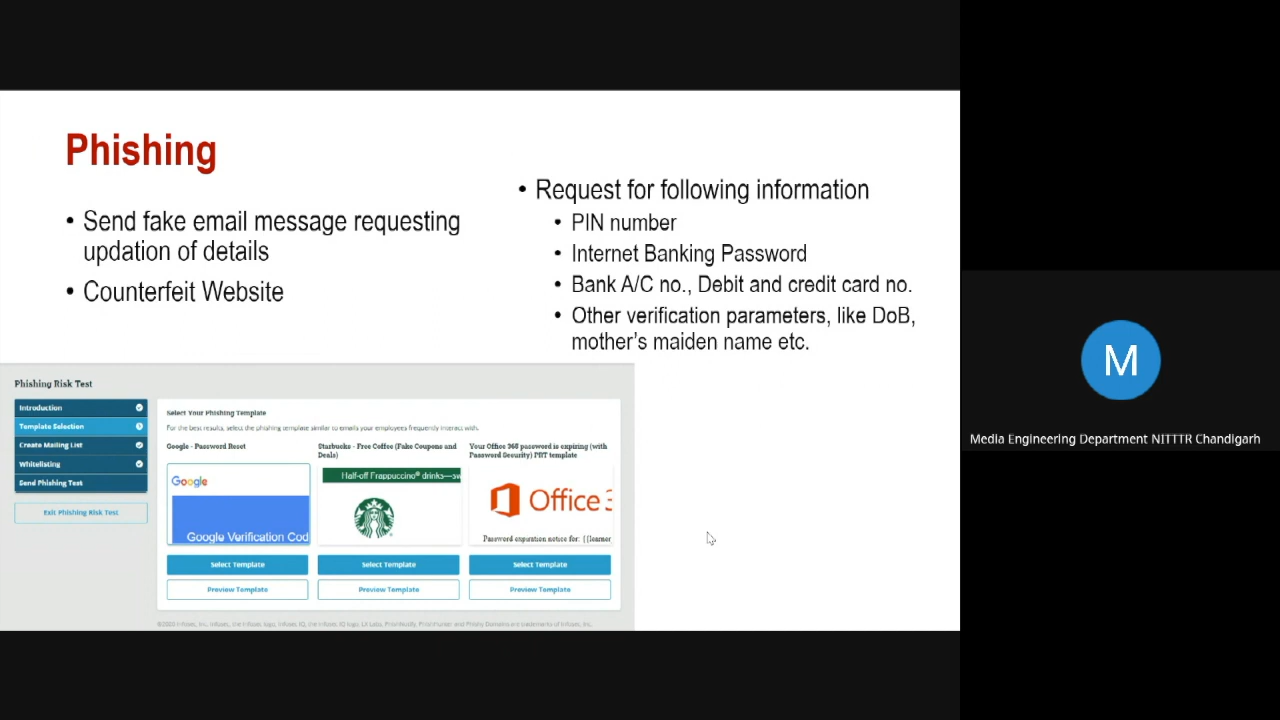 Phishing
• Send fake email message requesting
updation of details
• Counterfeit Website
• Request for following information
• PIN number
• Internet Banking Password
• Bank A/C no., Debit and credit card no.
• Other verification parameters, like DoB,
mother's maiden name etc.
Phishing Risk Test
Introduction
Template Selection
Create Mailing List
Whitelisting
Send Phishing Test
Exit Phishing Risk Test
Select Your Phishing Template
For the best results, select the phishing template similar to emails your employees frequently interact with.
Google - Password Reset
Google
Google Verification Cod
Select Template
Preview Template
Starbucks - Free Coffee (Fake Coupons and
Deals)
Half-off Frappuccino® drinks—sw
Select Template
Preview Template
Your Office 365 password is expiring (with
Password Security) PBT template
Office 3
Password expiration notice for: {{learner
Select Template
Preview Template
M
Media Engineering Department NITTTR Chandigarh